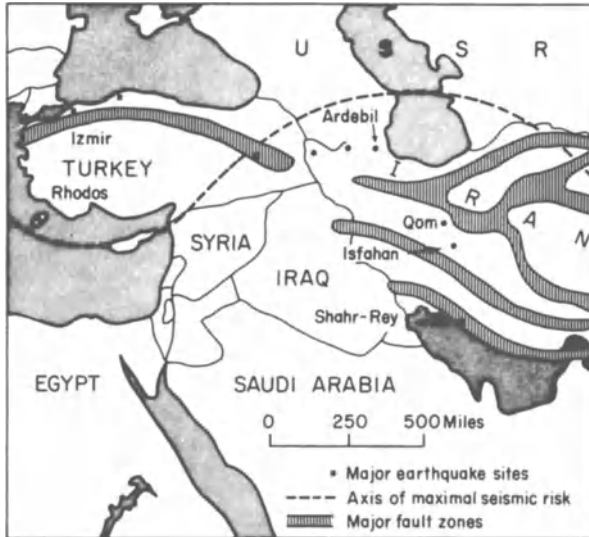 U S S R
Ardebil
Izmir
TURKEY
Rhodos
I R A N
Qom
SYRIA
Isfahan
IRAQ
Shahr-Rey
EGYPT
SAUDI ARABIA
0 250 500 Miles
Major earthquake sites
Axis of maximal seismic risk
Major fault zones